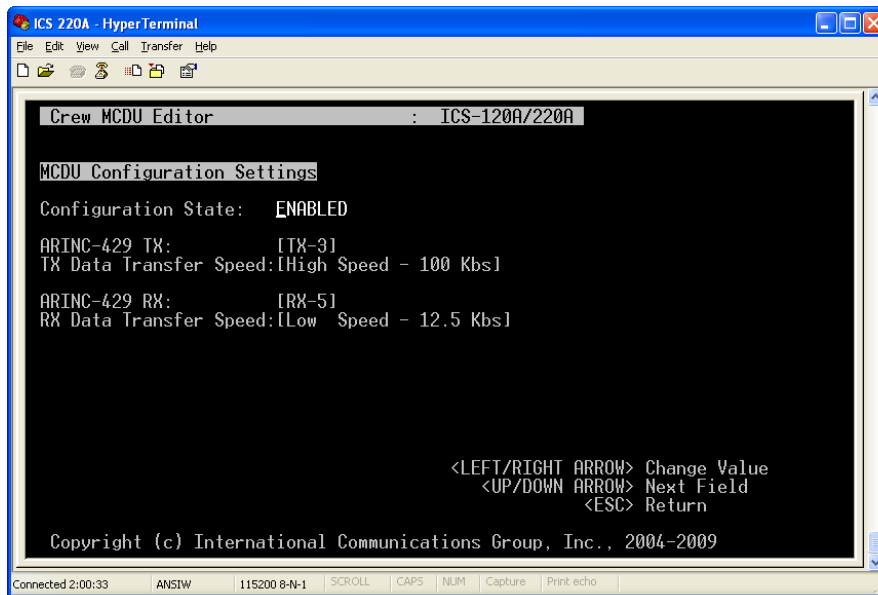 ICS 220A - HyperTerminal
File Edit View Call Transfer Help
Crew MCDU Editor : ICS-120A/220A
MCDU Configuration Settings
Configuration State: ENABLED
ARINC-429 TX: [TX-3]
TX Data Transfer Speed:[High Speed - 100 Kbs]
ARINC-429 RX: [RX-5]
RX Data Transfer Speed:[Low Speed - 12.5 Kbs]
<LEFT/RIGHT ARROW> Change Value
<UP/DOWN ARROW> Next Field
<ESC> Return
Copyright (c) International Communications Group, Inc., 2004-2009
Connected 2:00:33 ANSIW 115200 8-N-1 SCROLL CAPS NUM Capture Print echo